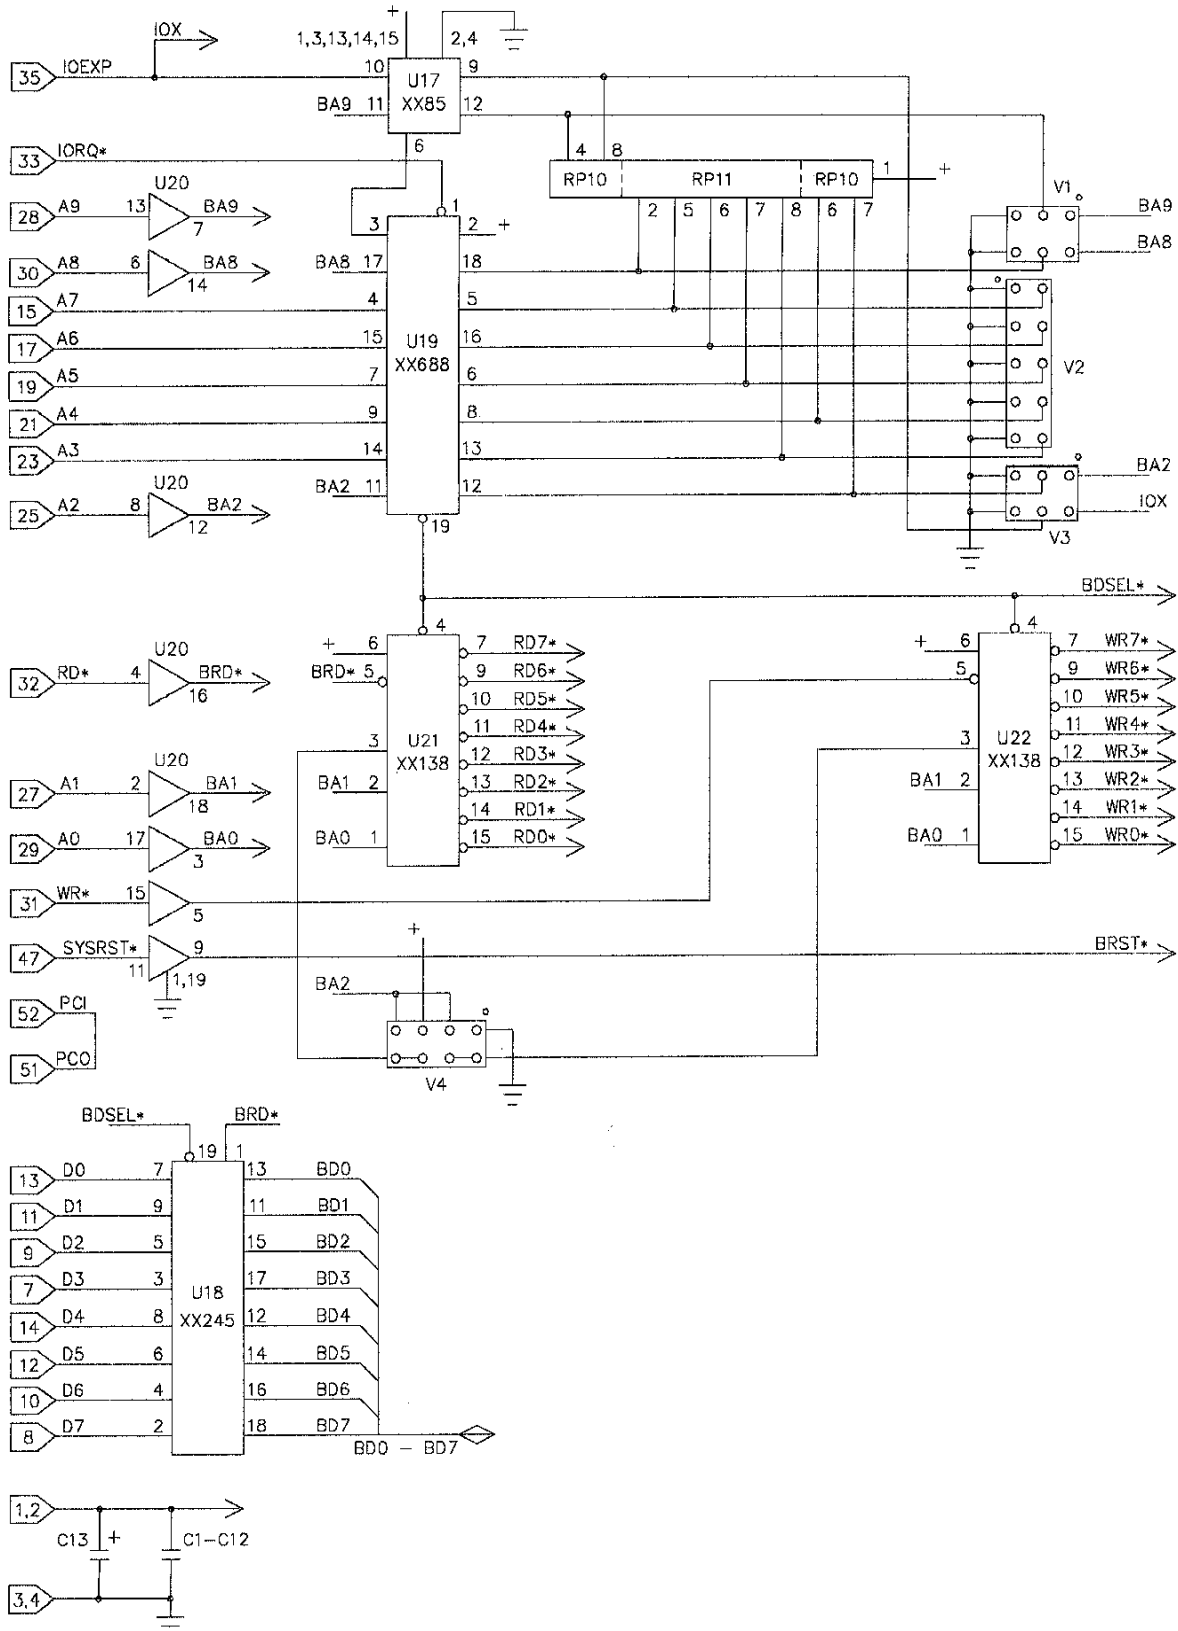 +
IOX
1,3,13,14,15
2,4
35 IOEXP 10 U17 9
BA9 11 XX85 12
6
33 IORQ*
4 8
RP10 RP11 RP10 1 +
U20
V1
28 A9 13 BA9
7
1
3 2 +
2 5 6 7 8 6 7
BA9
30 A8 6 BA8
14
BA8 17 18
BA8
15 A7 4 5
17 A6 15 U19 16
XX688
19 A5 7 6
V2
21 A4 9 8
23 A3 14 13
U20
BA2 11 12
BA2
25 A2 8 BA2
12
19
IOX
V3
BDSEL*
4 4
+ 6 7 RD7*
+ 6 7 WR7*
U20
32 RD* 4 BRD*
16
BRD* 5 9 RD6*
5 9 WR6*
10 RD5*
10 WR5*
11 RD4*
11 WR4*
3 U21 12 RD3*
XX138
3 U22 12 WR3*
XX138
U20
27 A1 2 BA1
18
BA1 2 13 RD2*
BA1 2 13 WR2*
14 RD1*
14 WR1*
29 A0 17 BA0
3
BA0 1 15 RD0*
BA0 1 15 WR0*
31 WR* 15
5
47 SYSRST* 9
11 1,19
+
BRST*
BA2
52 PCI
51 PCO
V4
BDSEL* BRD*
19 1
13 D0 7 13 BD0
11 D1 9 11 BD1
9 D2 5 15 BD2
7 D3 3 U18 17 BD3
14 D4 8 XX245 12 BD4
12 D5 6 14 BD5
10 D6 4 16 BD6
8 D7 2 18 BD7
BD0 - BD7
1,2
C13 + C1-C12
3,4